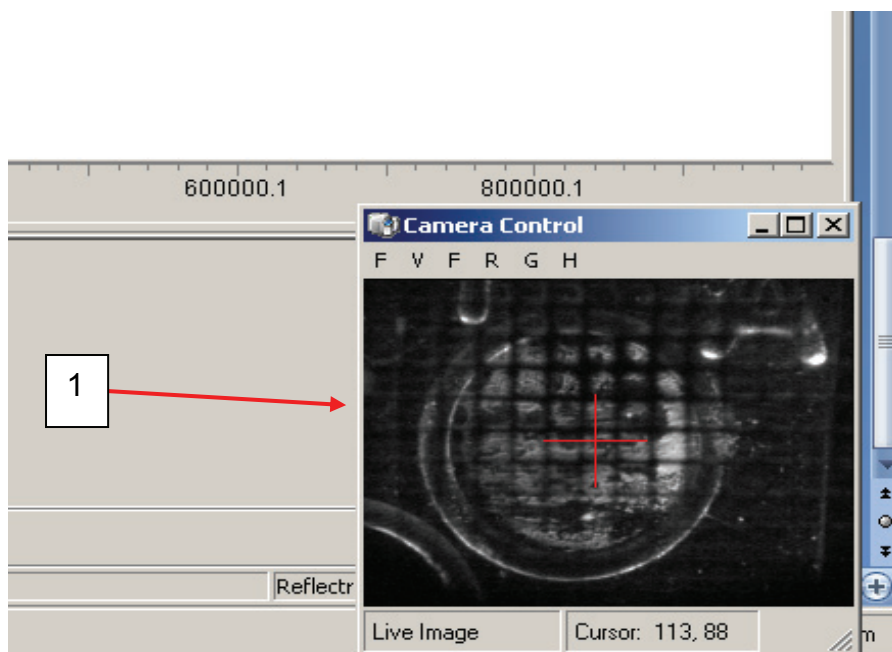 600000.1 800000.1
Camera Control
F V F R G H
1
Reflectr
Live Image Cursor: 113, 88
m